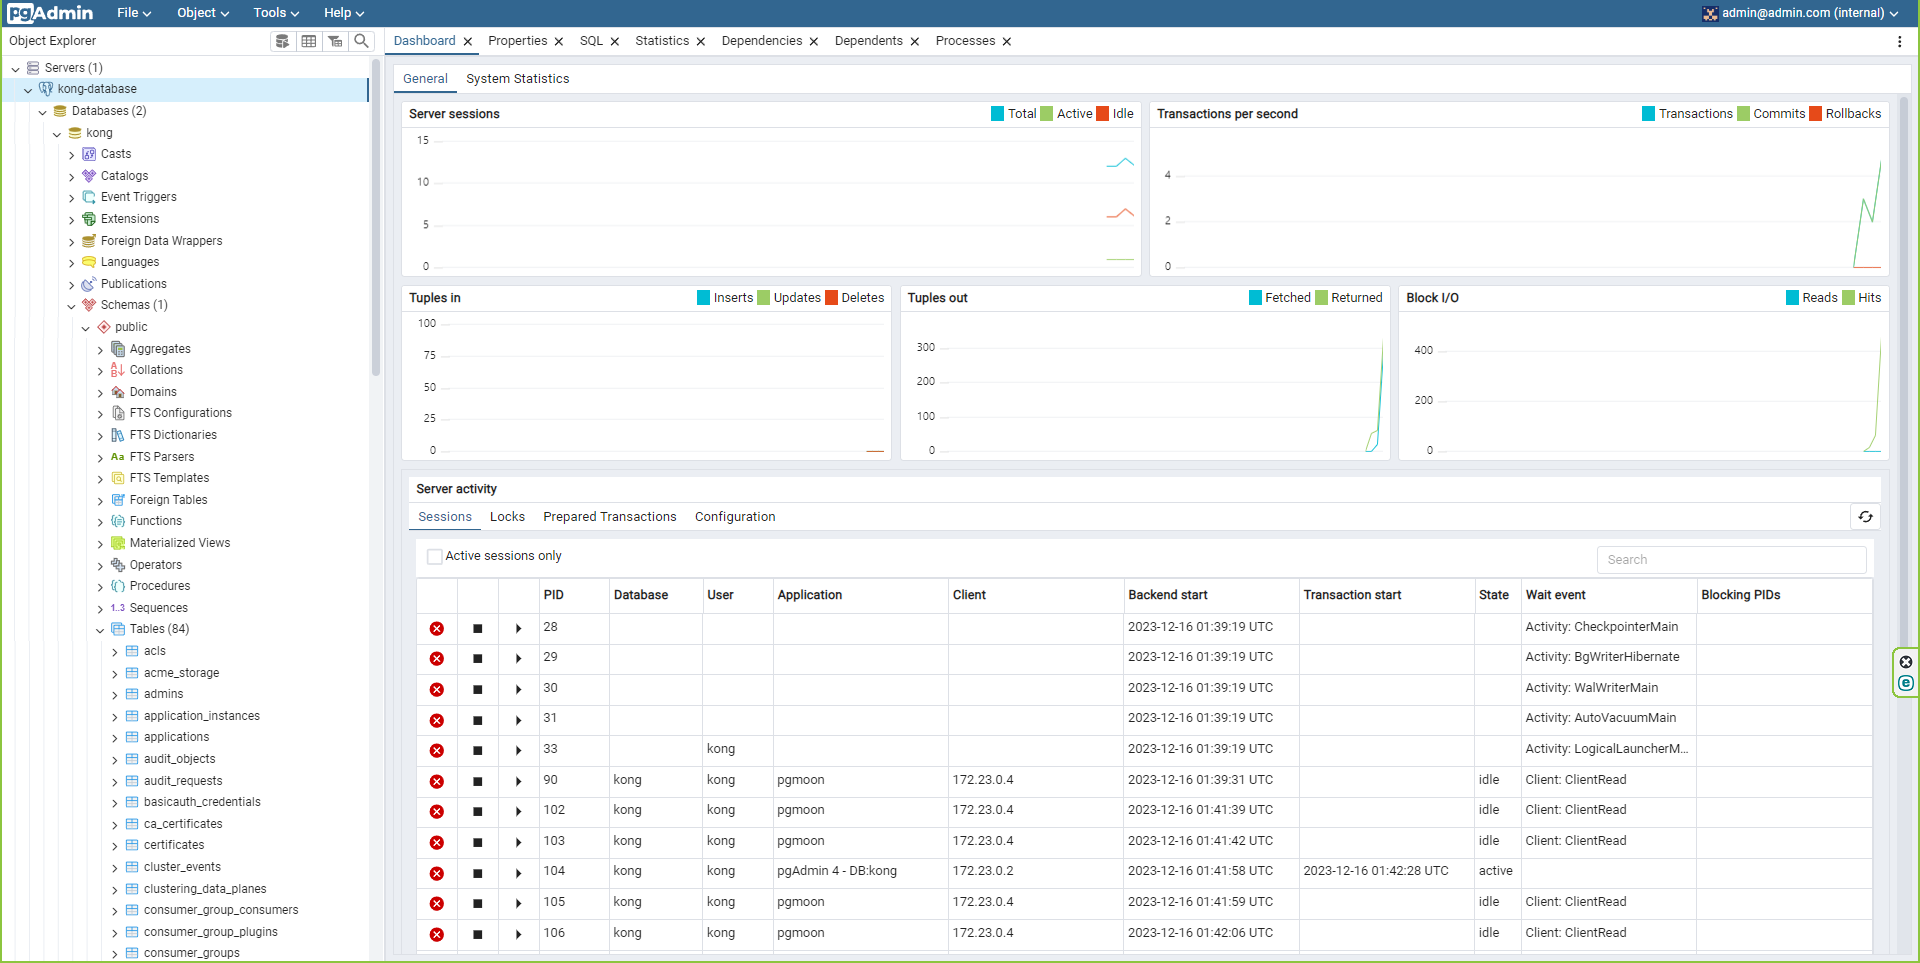 pgAdmin File Object Tools Help admin@admin.com (internal)
Object Explorer
Dashboard Properties SQL Statistics Dependencies Dependents Processes
Servers (1)
kong-database
Databases (2)
kong
Casts
Catalogs
Event Triggers
Extensions
Foreign Data Wrappers
Languages
Publications
Schemas (1)
public
Aggregates
Collations
Domains
FTS Configurations
FTS Dictionaries
Aa FTS Parsers
FTS Templates
Foreign Tables
Functions
Materialized Views
Operators
Procedures
1..3 Sequences
Tables (84)
acls
acme_storage
admins
application_instances
applications
audit_objects
audit_requests
basicauth_credentials
ca_certificates
certificates
cluster_events
clustering_data_planes
consumer_group_consumers
consumer_group_plugins
consumer_groups
General System Statistics
Server sessions Total Active Idle
15
10
5
0
Transactions per second Transactions Commits Rollbacks
4
2
0
Tuples in Inserts Updates Deletes
100
75
50
25
0
Tuples out Fetched Returned
300
200
100
0
Block I/O Reads Hits
400
200
0
Server activity
Sessions Locks Prepared Transactions Configuration
Active sessions only Search
PID Database User Application Client Backend start Transaction start State Wait event Blocking PIDs
28 2023-12-16 01:39:19 UTC Activity: CheckpointerMain
29 2023-12-16 01:39:19 UTC Activity: BgWriterHibernate
30 2023-12-16 01:39:19 UTC Activity: WalWriterMain
31 2023-12-16 01:39:19 UTC Activity: AutoVacuumMain
33 kong 2023-12-16 01:39:19 UTC Activity: LogicalLauncherM...
90 kong kong pgmoon 172.23.0.4 2023-12-16 01:39:31 UTC idle Client: ClientRead
102 kong kong pgmoon 172.23.0.4 2023-12-16 01:41:39 UTC idle Client: ClientRead
103 kong kong pgmoon 172.23.0.4 2023-12-16 01:41:42 UTC idle Client: ClientRead
104 kong kong pgAdmin 4 - DB:kong 172.23.0.2 2023-12-16 01:41:58 UTC 2023-12-16 01:42:28 UTC active
105 kong kong pgmoon 172.23.0.4 2023-12-16 01:41:59 UTC idle Client: ClientRead
106 kong kong pgmoon 172.23.0.4 2023-12-16 01:42:06 UTC idle Client: ClientRead